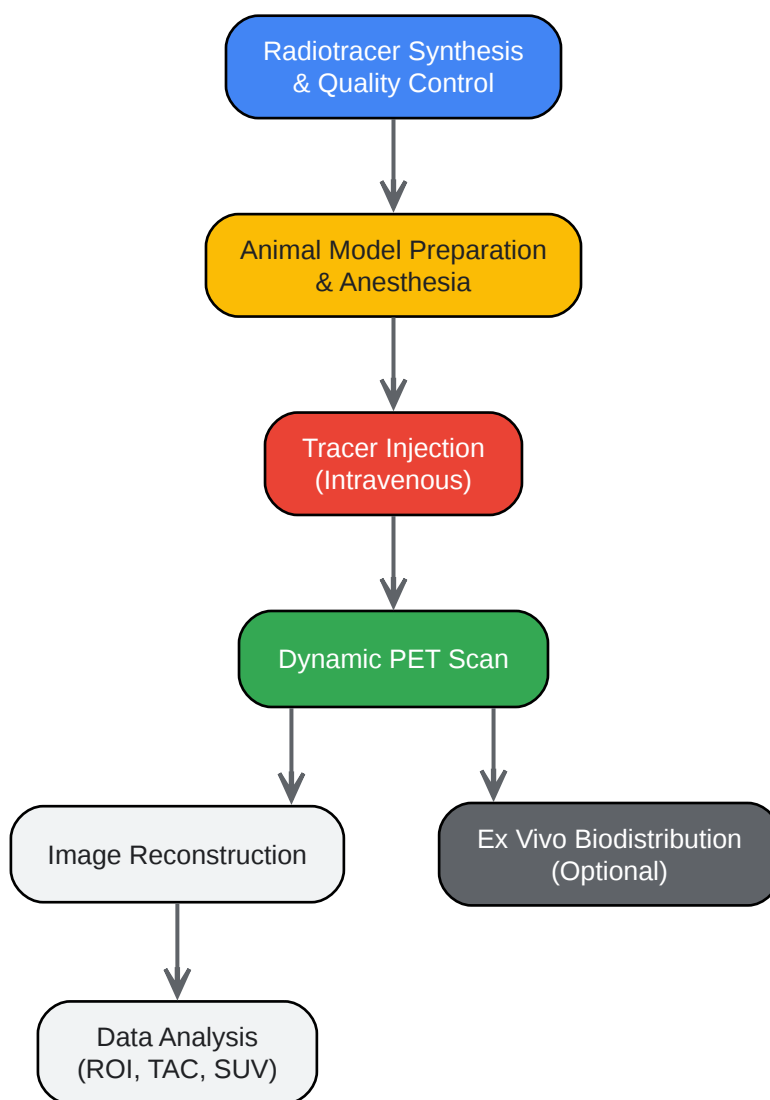 Radiotracer Synthesis
& Quality Control
Animal Model Preparation
& Anesthesia
Tracer Injection
(Intravenous)
Dynamic PET Scan
Image Reconstruction
Ex Vivo Biodistribution
(Optional)
Data Analysis
(ROI, TAC, SUV)